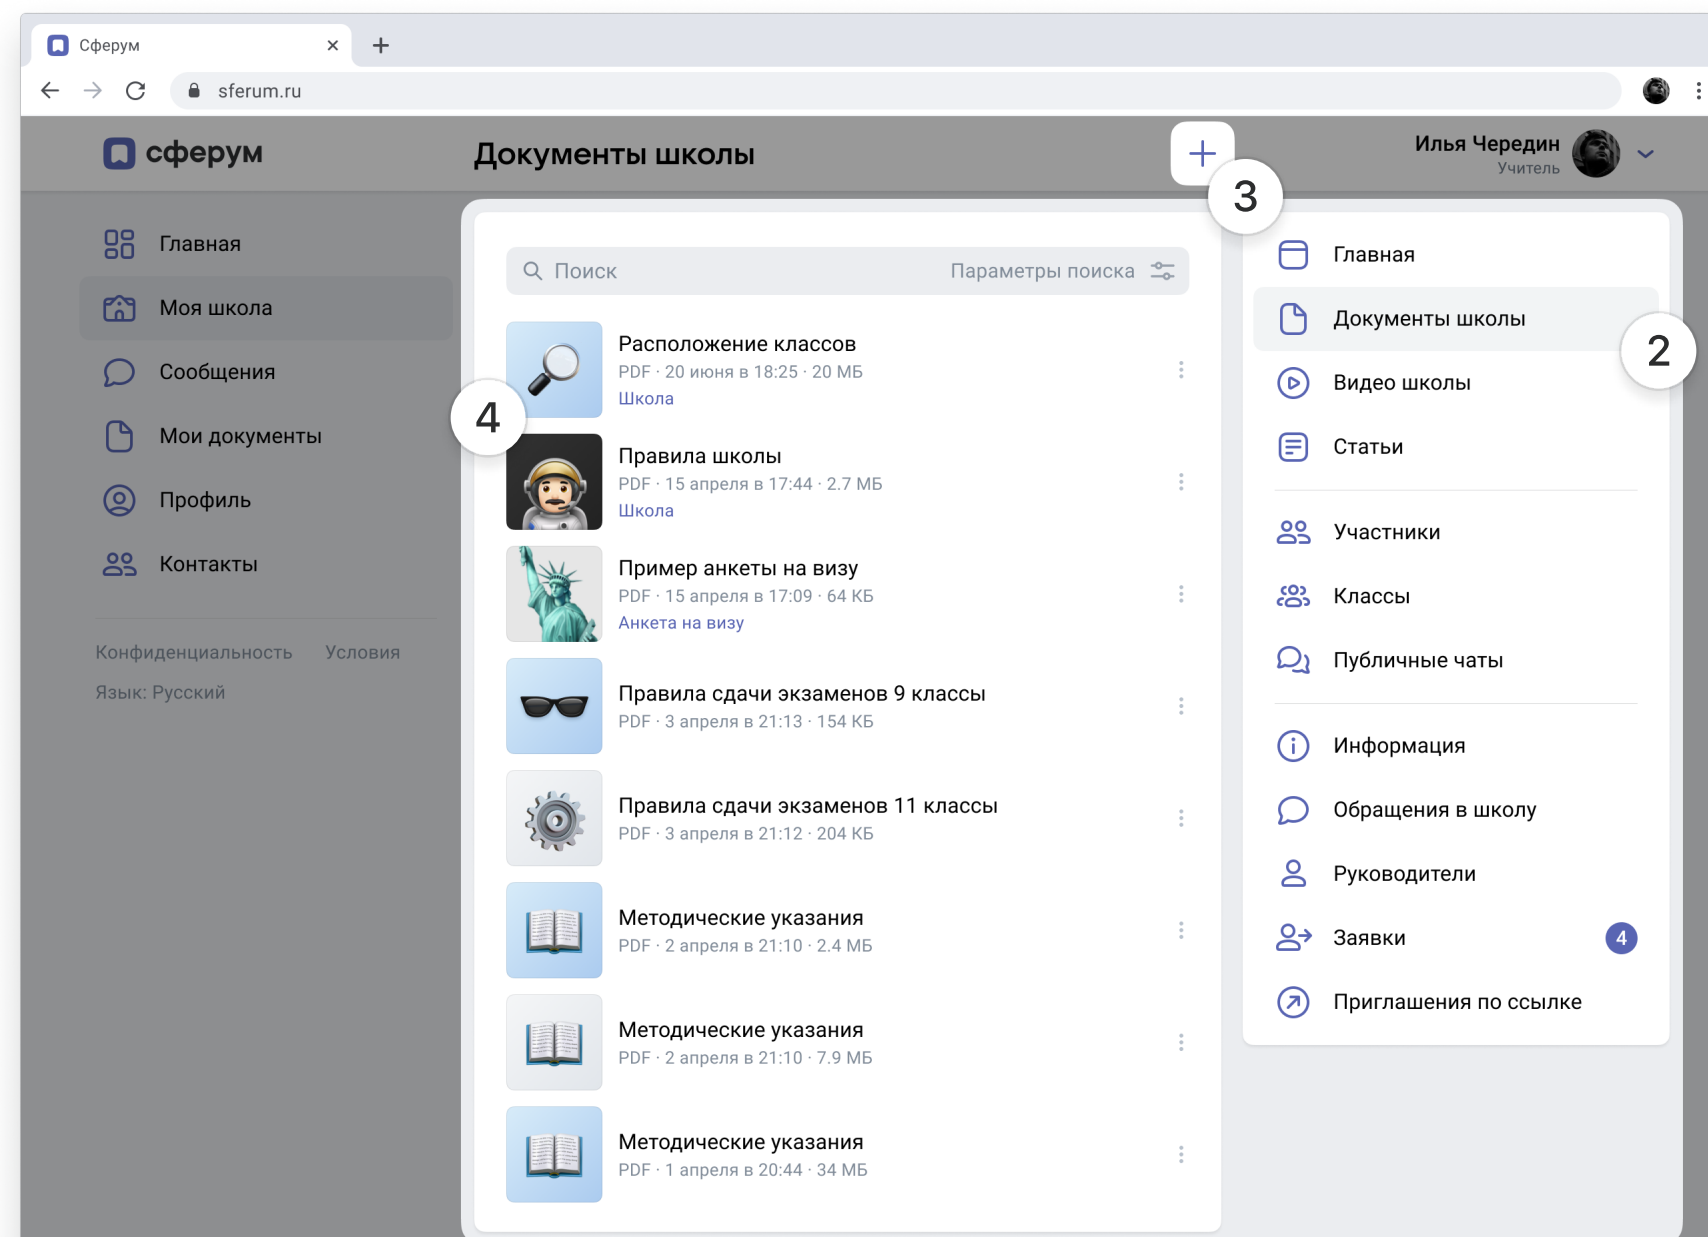 Сферум
sferum.ru
сферум
Документы школы
Илья Чередин
Учитель
3
Главная
Моя школа
Сообщения
Мои документы
Профиль
Контакты
Конфиденциальность Условия
Язык: Русский
Поиск Параметры поиска
Расположение классов
PDF · 20 июня в 18:25 · 20 МБ
Школа
4
Правила школы
PDF · 15 апреля в 17:44 · 2.7 МБ
Школа
Пример анкеты на визу
PDF · 15 апреля в 17:09 · 64 КБ
Анкета на визу
Правила сдачи экзаменов 9 классы
PDF · 3 апреля в 21:13 · 154 КБ
Правила сдачи экзаменов 11 классы
PDF · 3 апреля в 21:12 · 204 КБ
Методические указания
PDF · 2 апреля в 21:10 · 2.4 МБ
Методические указания
PDF · 2 апреля в 21:10 · 7.9 МБ
Методические указания
PDF · 1 апреля в 20:44 · 34 МБ
Главная
Документы школы
2
Видео школы
Статьи
Участники
Классы
Публичные чаты
Информация
Обращения в школу
Руководители
Заявки 4
Приглашения по ссылке